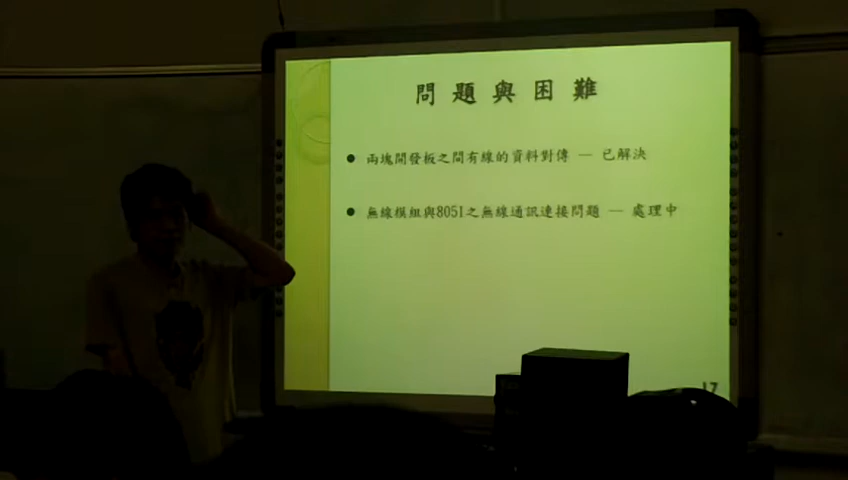 問題與困難
兩塊開發板之間有線的資料對傳 — 已解決
無線模組與8051之無線通訊連接問題 — 處理中
17